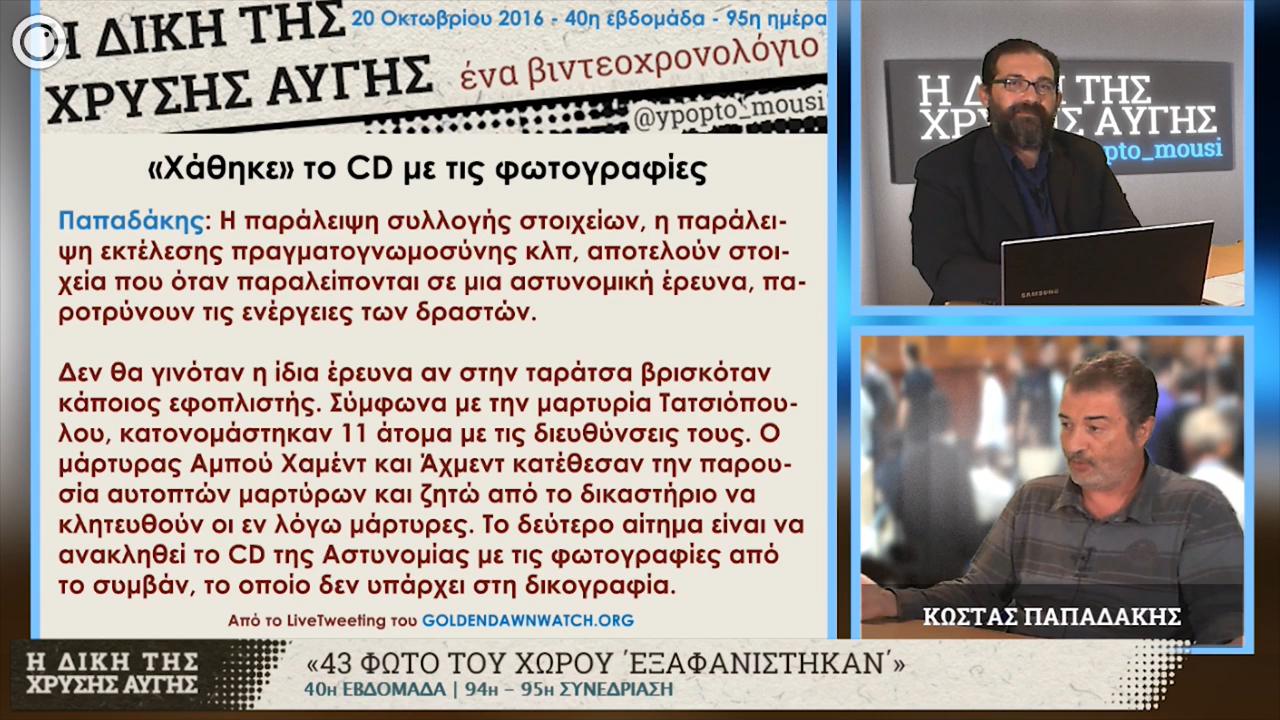 Η ΔΙΚΗ ΤΗΣ
ΧΡΥΣΗΣ ΑΥΓΗΣ
20 Οκτωβρίου 2016 - 40η εβδομάδα - 95η ημέρα
ένα βιντεοχρονολόγιο
@ypopto_mousi
«Χάθηκε» το CD με τις φωτογραφίες
Παπαδάκης: Η παράλειψη συλλογής στοιχείων, η παράλει-
ψη εκτέλεσης πραγματογνωμοσύνης κλπ, αποτελούν στοι-
χεία που όταν παραλείπονται σε μια αστυνομική έρευνα, πα-
ροτρύνουν τις ενέργειες των δραστών.
Δεν θα γινόταν η ίδια έρευνα αν στην ταράτσα βρισκόταν
κάποιος εφοπλιστής. Σύμφωνα με την μαρτυρία Τατσιόπου-
λου, κατονομάστηκαν 11 άτομα με τις διευθύνσεις τους. Ο
μάρτυρας Αμπού Χαμέντ και Άχμεντ κατέθεσαν την παρου-
σία αυτοπτών μαρτύρων και ζητώ από το δικαστήριο να
κλητευθούν οι εν λόγω μάρτυρες. Το δεύτερο αίτημα είναι να
ανακληθεί το CD της Αστυνομίας με τις φωτογραφίες από
το συμβάν, το οποίο δεν υπάρχει στη δικογραφία.
Από το LiveTweeting του GOLDENDAWNWATCH.ORG
Η ΔΙΚΗ ΤΗΣ
ΧΡΥΣΗΣ ΑΥΓΗΣ
pto_mousi
SAMSUNG
ΚΩΣΤΑΣ ΠΑΠΑΔΑΚΗΣ
Η ΔΙΚΗ ΤΗΣ
ΧΡΥΣΗΣ ΑΥΓΗΣ
«43 ΦΩΤΟ ΤΟΥ ΧΩΡΟΥ ΄ΕΞΑΦΑΝΙΣΤΗΚΑΝ΄»
40η ΕΒΔΟΜΑΔΑ | 94η – 95η ΣΥΝΕΔΡΙΑΣΗ